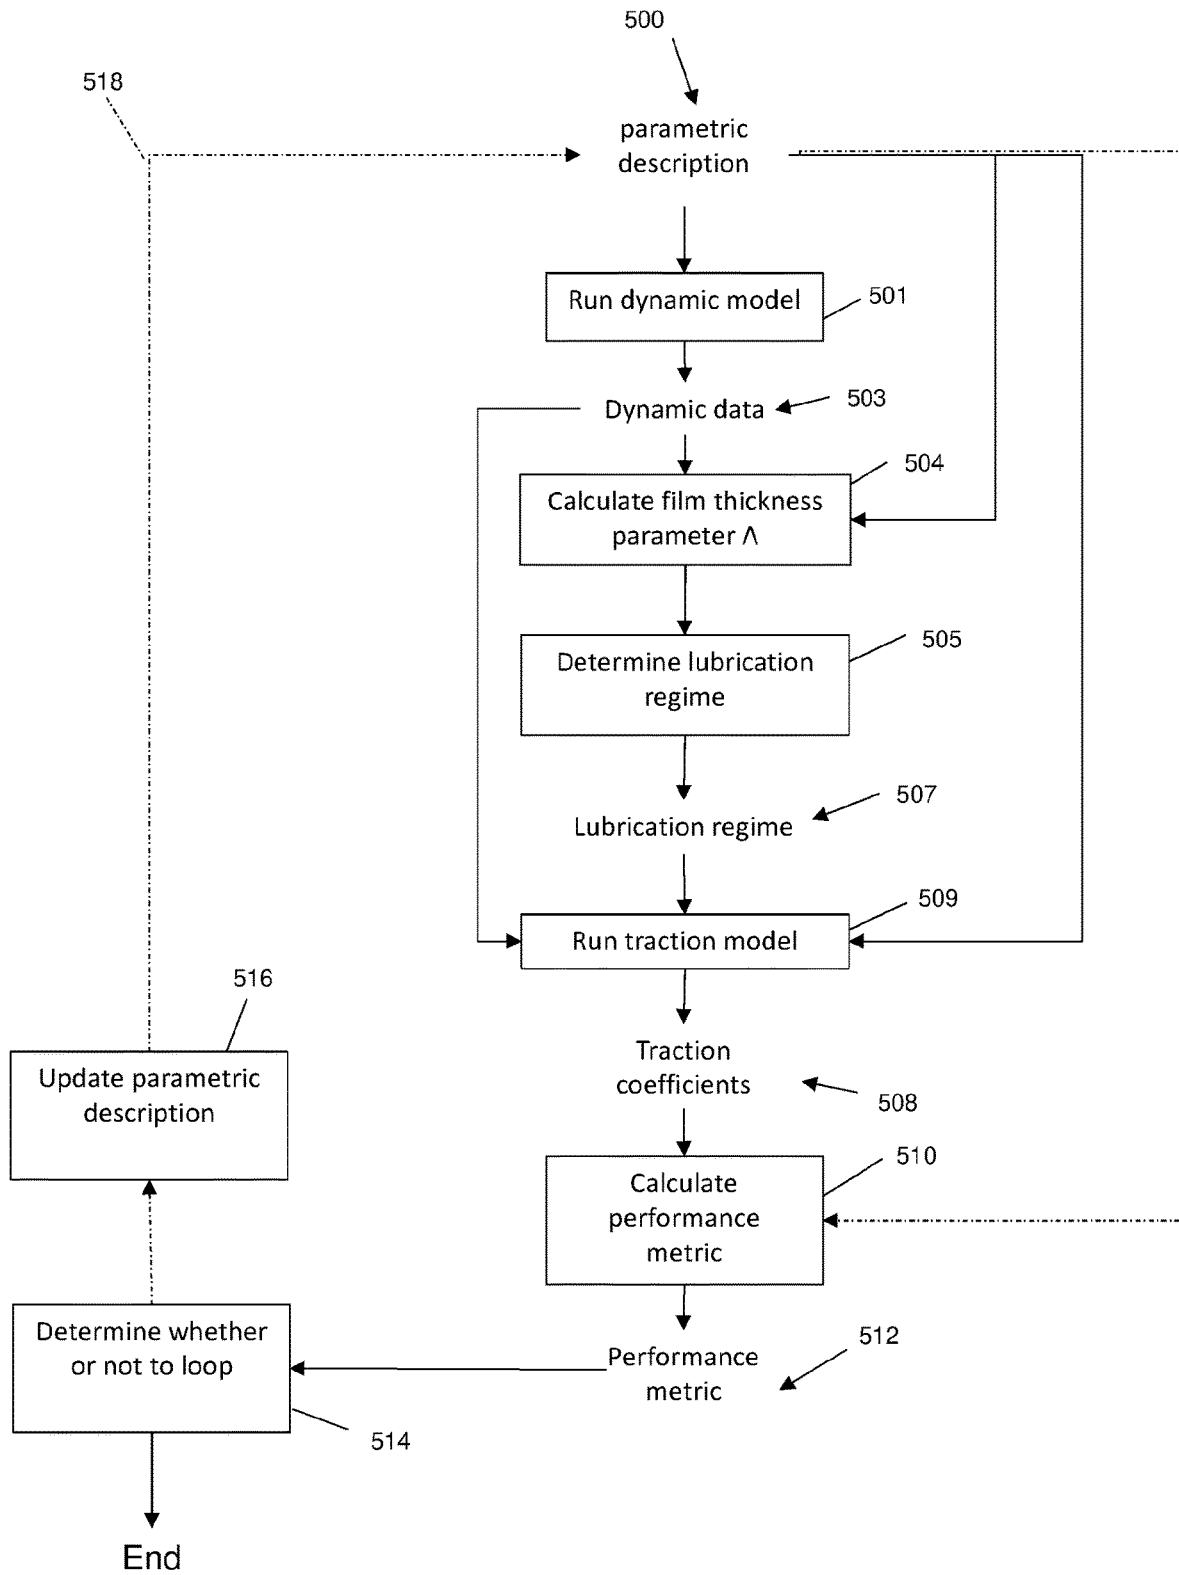 500
518
parametric
description
Run dynamic model
501
Dynamic data
503
504
Calculate film thickness
parameter Λ
505
Determine lubrication
regime
507
Lubrication regime
509
Run traction model
516
Update parametric
description
Traction
coefficients
508
510
Calculate
performance
metric
Determine whether
or not to loop
512
Performance
metric
514
End